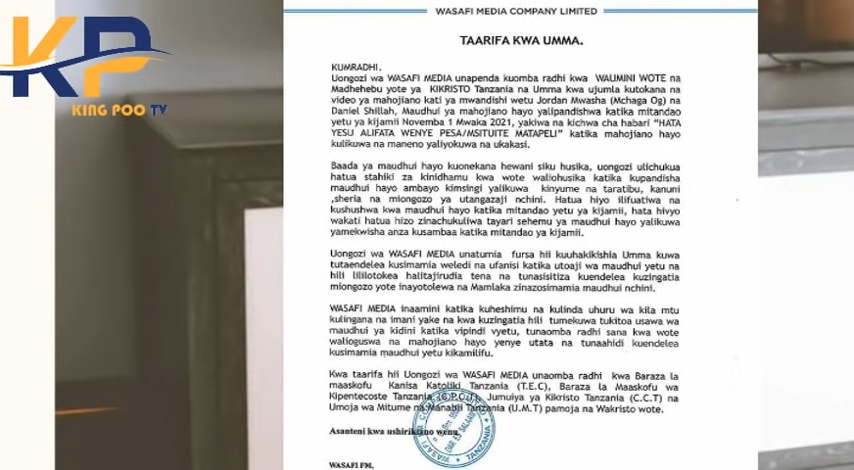 WASAFI MEDIA COMPANY LIMITED
TAARIFA KWA UMMA.
KP
KING POO TV
KUMRADHI,
Uongozi wa WASAFI MEDIA unapenda kuomba radhi kwa WAUMINI WOTE na
Madhehebu yote ya KIKRISTO Tanzania na Umma kwa ujumla kutokana na
video ya mahojiano kati ya mwandishi wetu Jordan Mwasha (Mchaga Og) na
Daniel Shillah, Maudhui ya mahojiano hayo yalipandishwa katika mitandao
yetu ya kijamii Novemba 1 Mwaka 2021, yakiwa na kichwa cha habari "HATA
YESU ALIFATA WENYE PESA/MSITUITE MATAPELI" katika mahojiano hayo
kulikuwa na maneno yaliyokuwa na ukakasi.
Baada ya maudhui hayo kuonekana hewani siku husika, uongozi ulichukua
hatua stahiki za kinidhamu kwa wote waliohusika katika kupandisha
maudhui hayo ambayo kimsingi yalikuwa kinyume na taratibu, kanuni
,sheria na miongozo ya utangazaji nchini. Hatua hiyo ilifuatiwa na
kushushwa kwa maudhui hayo katika mitandao yetu ya kijamii, hata hivyo
wakati hatua hizo zinachukuliwa tayari sehemu ya maudhui hayo yalikuwa
yamekwisha anza kusambaa katika mitandao ya kijamii.
Uongozi wa WASAFI MEDIA unatumia fursa hii kuuhakikishia Umma kuwa
tutaendelea kusimamia weledi na ufanisi katika utoaji wa maudhui yetu na
hili lililotokea halitajirudia tena na tunasisitiza kuendelea kuzingatia
miongozo yote inayotolewa na Mamlaka zinazosimamia maudhui nchini.
WASAFI MEDIA inaamini katika kuheshimu na kulinda uhuru wa kila mtu
kulingana na imani yake na kwa kuzingatia hili tumekuwa tukitoa usawa wa
maudhui ya kidini katika vipindi vyetu, tunaomba radhi sana kwa wote
walioguswa na mahojiano hayo yenye utata na tunaahidi kuendelea
kusimamia maudhui yetu kikamilifu.
Kwa taarifa hii Uongozi wa WASAFI MEDIA unaomba radhi kwa Baraza la
maaskofu Kanisa Katoliki Tanzania (T.E.C), Baraza la Maaskofu wa
Kipentecoste Tanzania (C.P.C.T), Jumuiya ya Kikristo Tanzania (C.C.T) na
Umoja wa Mitume na Manabii Tanzania (U.M.T) pamoja na Wakristo wote.
Asanteni kwa ushirikiano wenu
WASAFI FM,